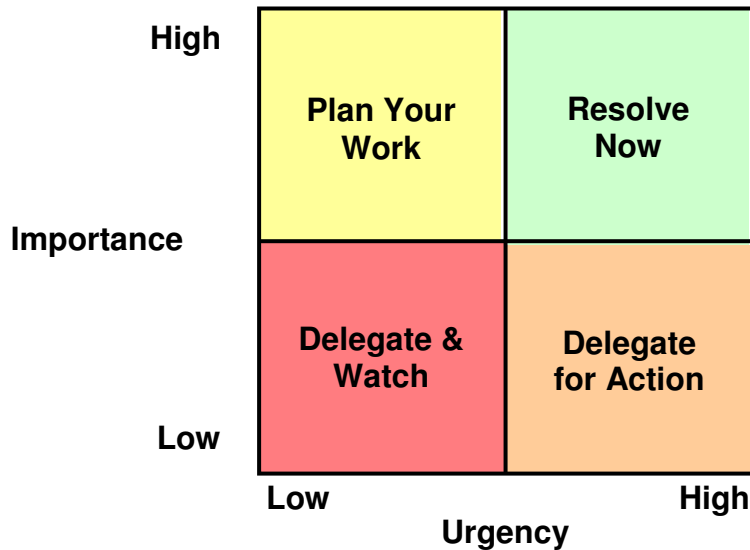 High
Plan Your
Work
Resolve
Now
Importance
Delegate &
Watch
Delegate
for Action
Low
Low
High
Urgency